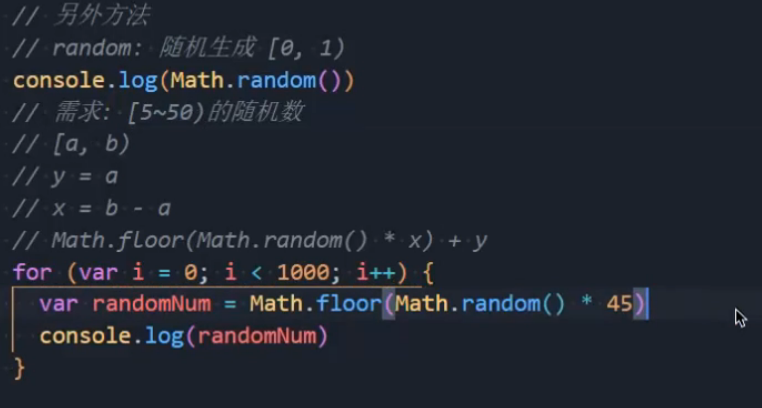 // 另外方法
// random: 随机生成 [0, 1)
console.log(Math.random())
// 需求: [5~50)的随机数
// [a, b)
// y = a
// x = b - a
// Math.floor(Math.random() * x) + y
for (var i = 0; i < 1000; i++) {
  var randomNum = Math.floor(Math.random() * 45)
  console.log(randomNum)
}